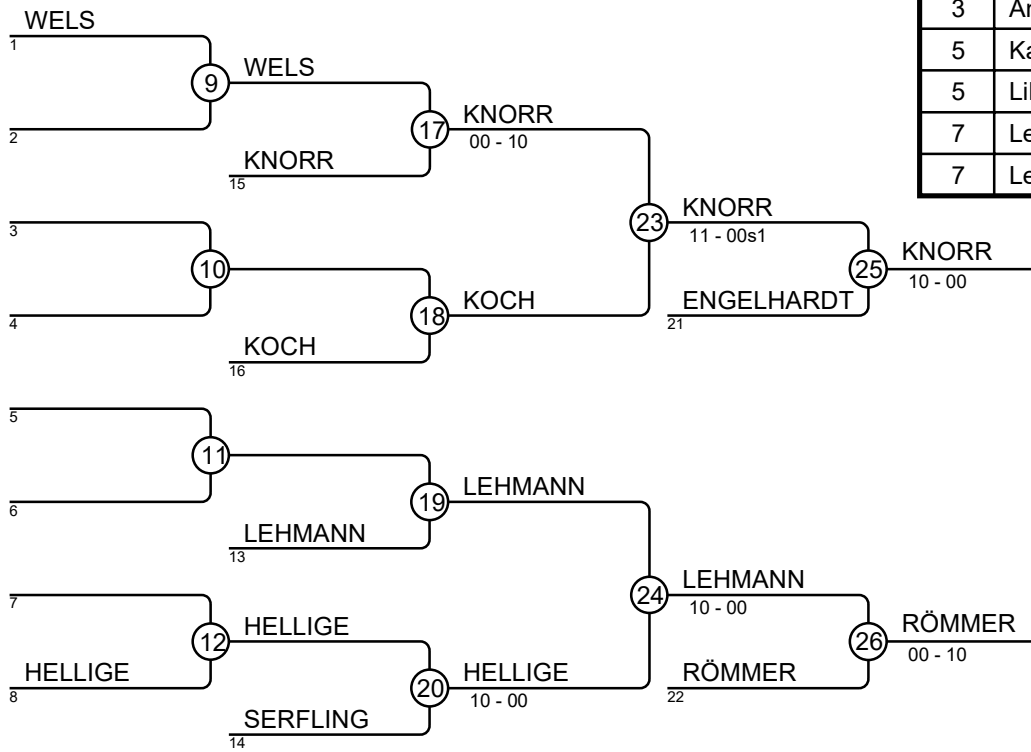 WELS
1
9
WELS
2
17
KNORR
00 - 10
KNORR
15
3
10
23
KNORR
11 - 00s1
4
18
KOCH
KOCH
16
25
KNORR
10 - 00
ENGELHARDT
21
5
11
6
19
LEHMANN
LEHMANN
13
7
12
HELLIGE
HELLIGE
8
24
LEHMANN
10 - 00
20
HELLIGE
10 - 00
SERFLING
14
26
RÖMMER
00 - 10
RÖMMER
22
3
5
5
7
7